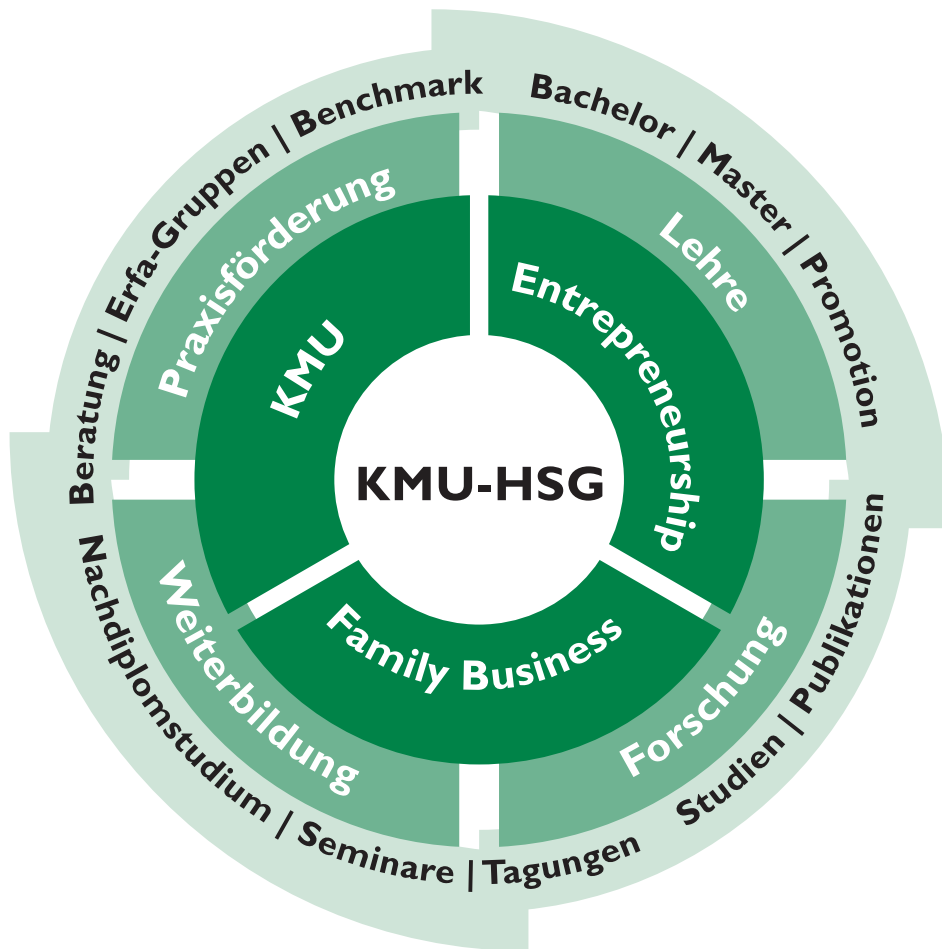 Beratung | Erfa-Gruppen | Benchmark
Bachelor | Master | Promotion
Praxisförderung
Lehre
KMU
Entrepreneurship
KMU-HSG
Family Business
Weiterbildung
Forschung
Nachdiplomstudium | Seminare | Tagungen
Studien | Publikationen